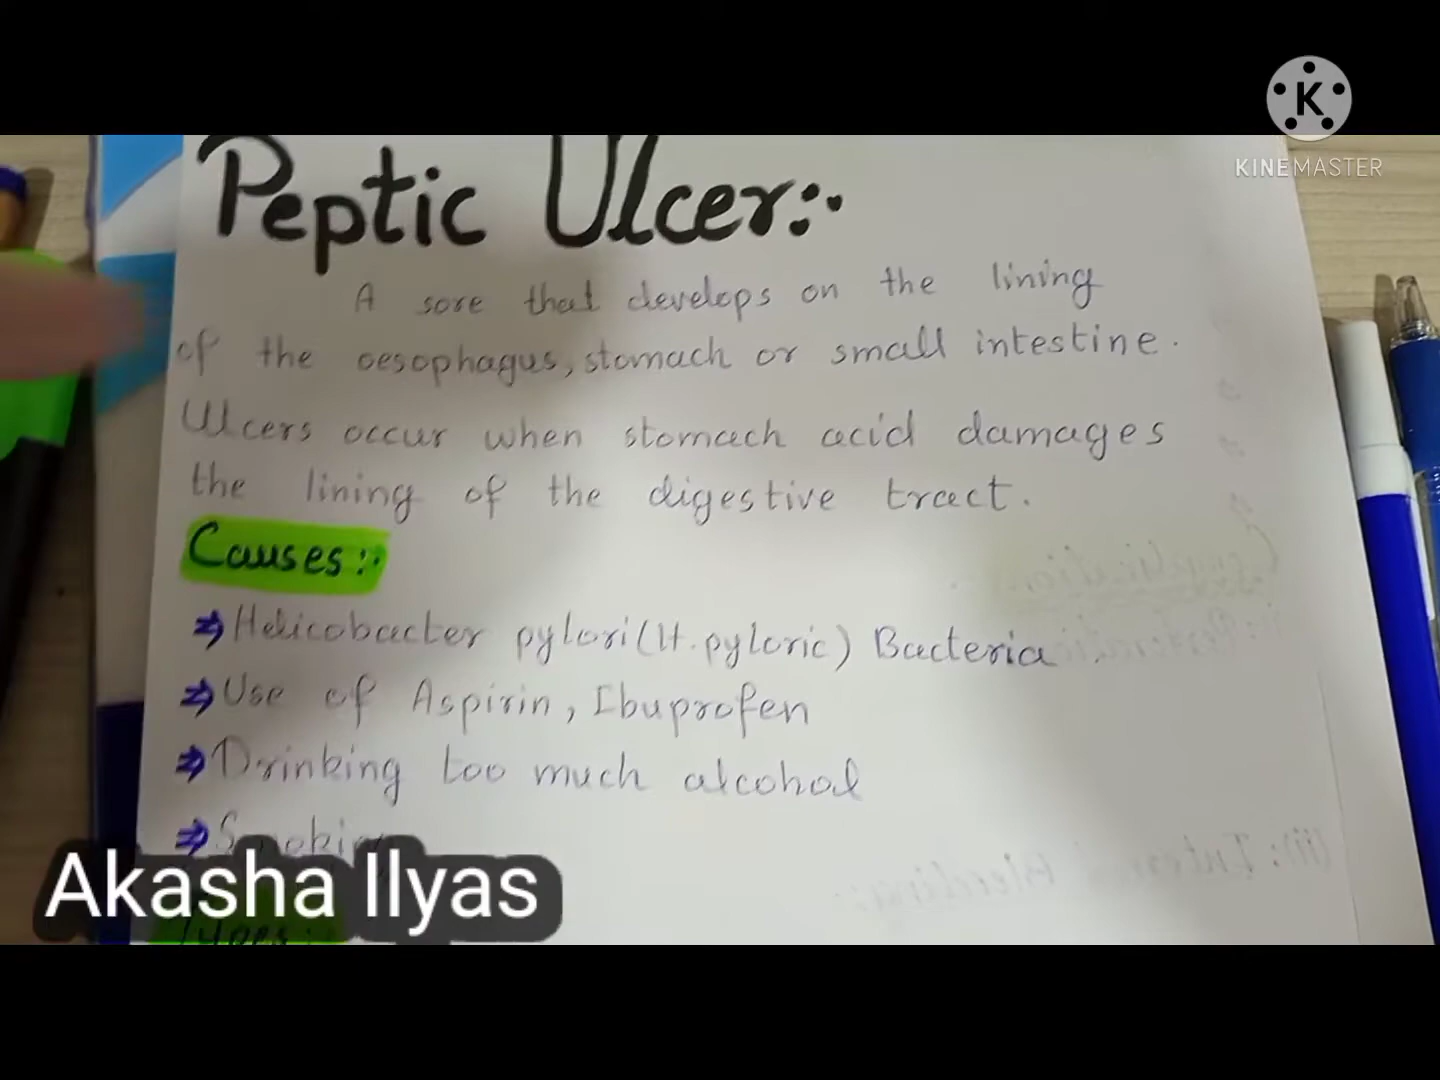 KINEMASTER
Peptic Ulcer:-
A sore that develops on the lining
of the oesophagus, stomach or small intestine.
Ulcers occur when stomach acid damages
the lining of the digestive tract.
Causes:-
⇒ Helicobacter pylori (H. pyloric) Bacteria.
⇒ Use of Aspirin, Ibuprofen
⇒ Drinking too much alcohol
⇒ Smoking
Akasha Ilyas
Types:-